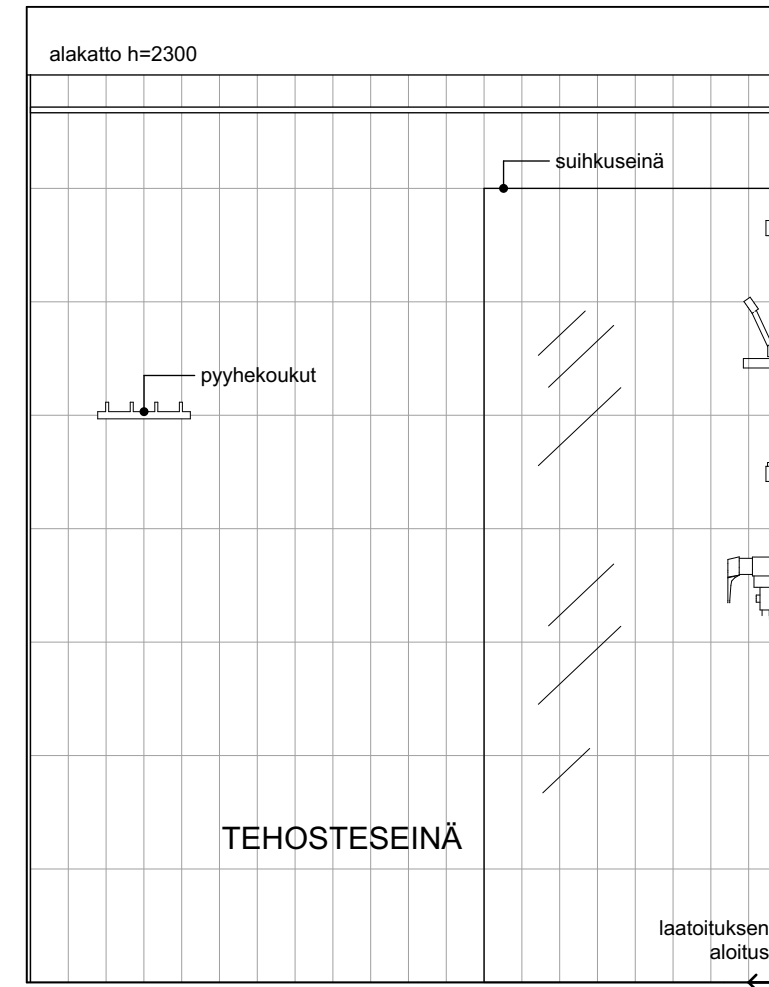 alakatto h=2300
suihkuseinä
pyyhekoukut
TEHOSTESEINÄ
laatoituksen
aloitus